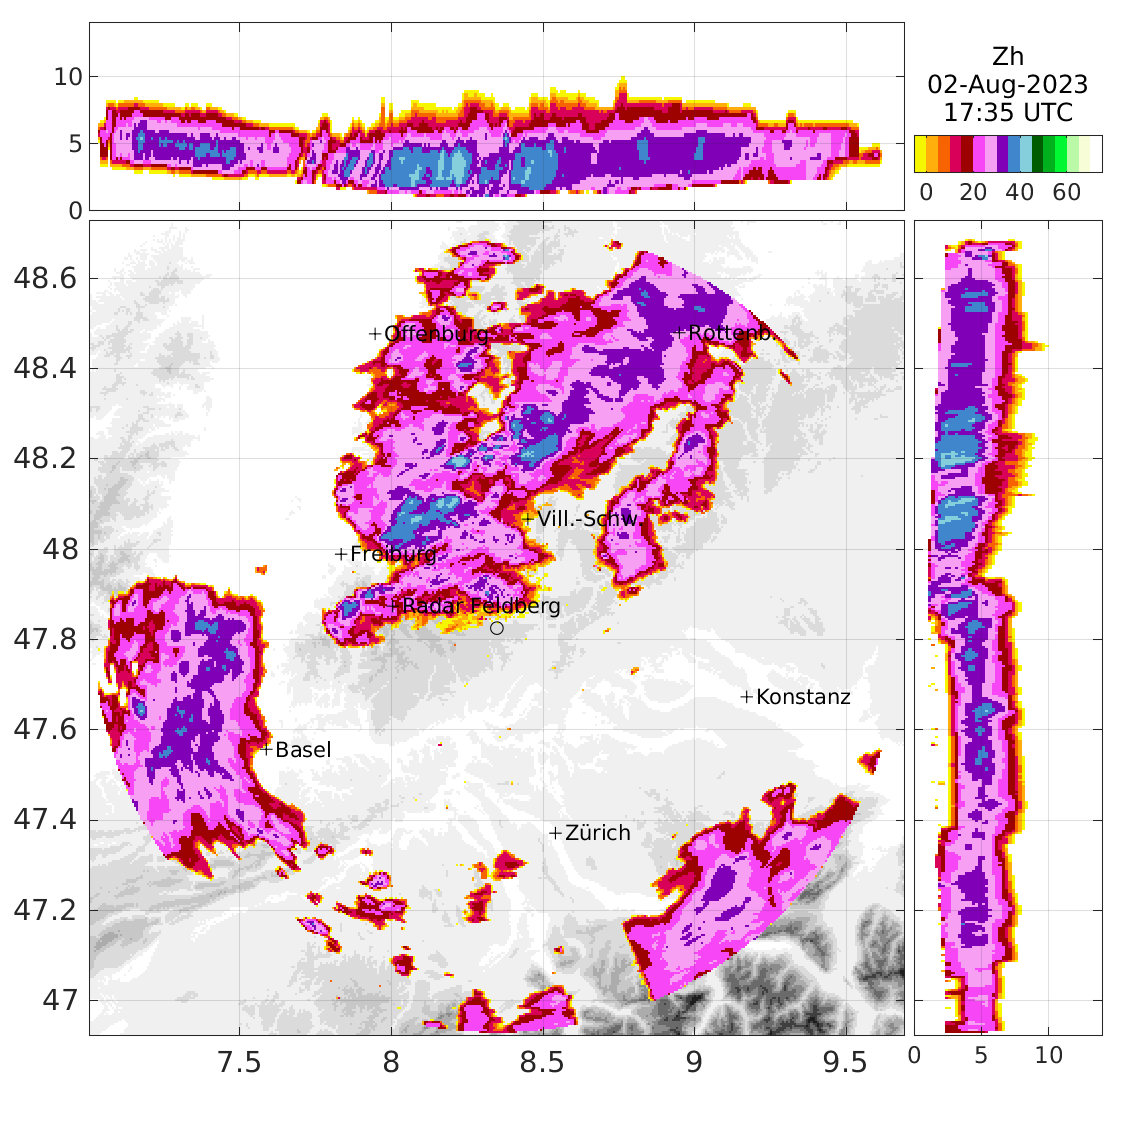 10
5
0
Zh
02-Aug-2023
17:35 UTC
0 20 40 60
48.6
48.4
48.2
48
47.8
47.6
47.4
47.2
47
+Offenburg
+Rottenb.
+Vill.-Schw.
+Freiburg
+Radar Feldberg
+Konstanz
+Basel
+Zürich
7.5 8 8.5 9 9.5
0 5 10